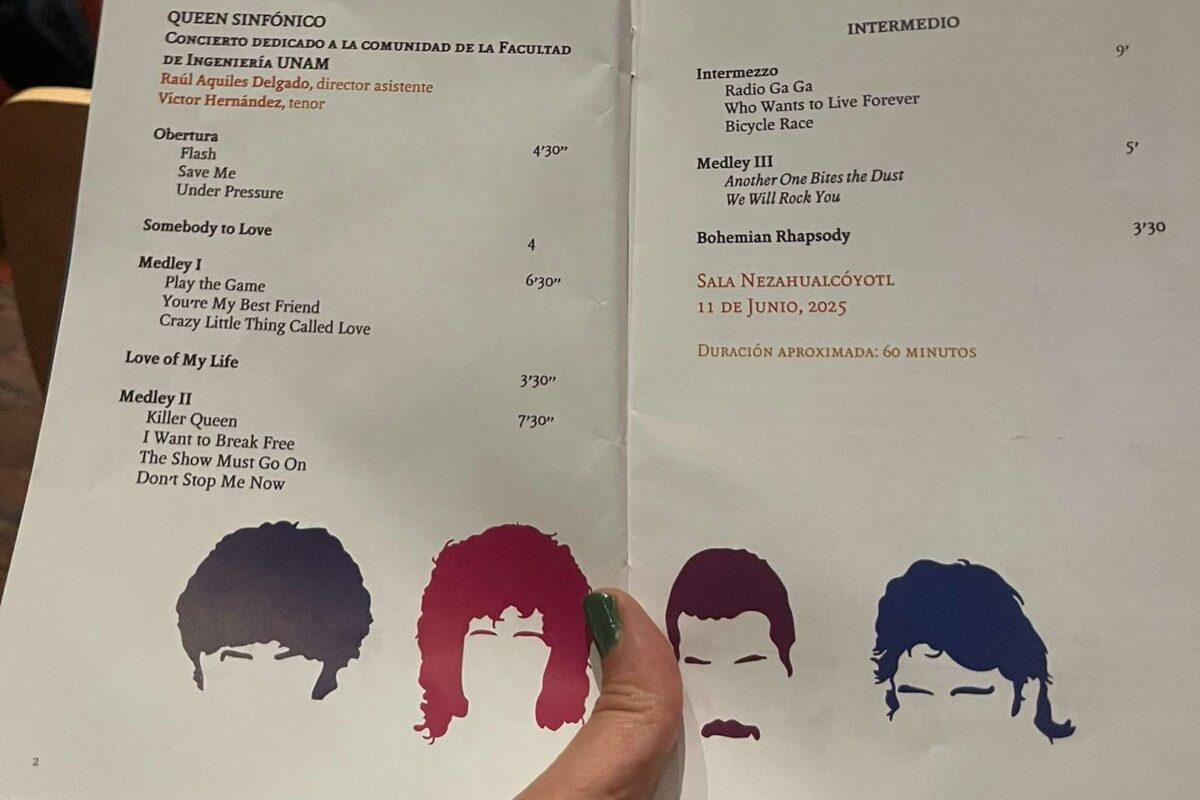 QUEEN SINFÓNICO
CONCIERTO DEDICADO A LA COMUNIDAD DE LA FACULTAD
DE INGENIERÍA UNAM
Raúl Aquiles Delgado, director asistente
Víctor Hernández, tenor
Obertura
Flash 4'30”
Save Me
Under Pressure
Somebody to Love 4
Medley I
Play the Game 6'30”
You're My Best Friend
Crazy Little Thing Called Love
Love of My Life 3'30”
Medley II
Killer Queen 7'30”
I Want to Break Free
The Show Must Go On
Don't Stop Me Now
2
INTERMEDIO
9'
Intermezzo
Radio Ga Ga
Who Wants to Live Forever
Bicycle Race
Medley III 5'
Another One Bites the Dust
We Will Rock You
Bohemian Rhapsody 3'30
SALA NEZAHUALCÓYOTL
11 DE JUNIO, 2025
DURACIÓN APROXIMADA: 60 MINUTOS